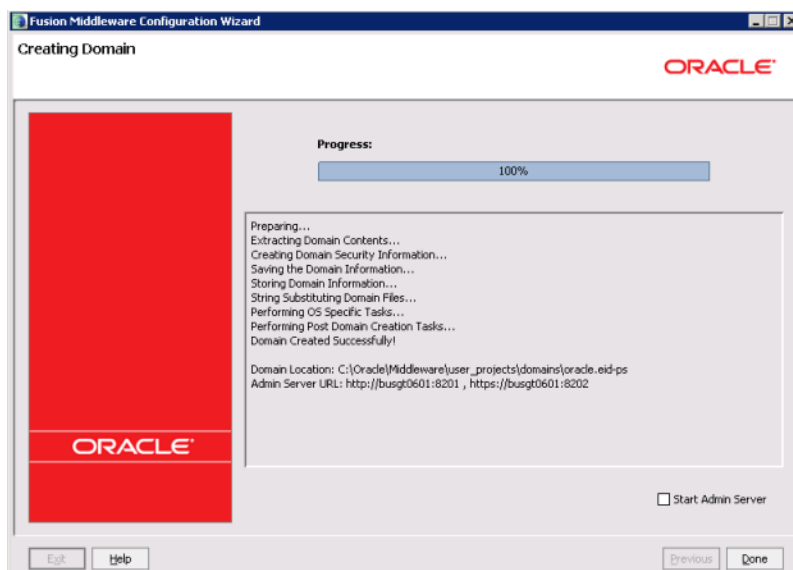 Fusion Middleware Configuration Wizard
Creating Domain
ORACLE
Progress:
100%
Preparing...
Extracting Domain Contents...
Creating Domain Security Information...
Saving the Domain Information...
Storing Domain Information...
String Substituting Domain Files...
Performing OS Specific Tasks...
Performing Post Domain Creation Tasks...
Domain Created Successfully!
Domain Location: C:\Oracle\Middleware\user_projects\domains\oracle.eid-ps
Admin Server URL: http://busgt0601:8201 , https://busgt0601:8202
ORACLE
Start Admin Server
Exit Help Previous Done